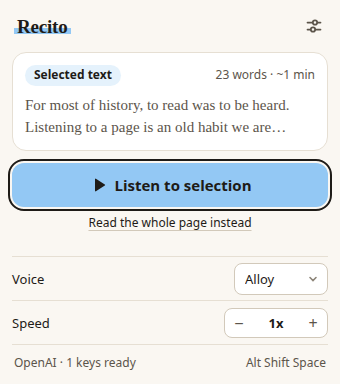 Recito
Selected text
23 words · ~1 min
For most of history, to read was to be heard.
Listening to a page is an old habit we are…
Listen to selection
Read the whole page instead
Voice
Alloy
Speed
− 1x +
OpenAI · 1 keys ready
Alt Shift Space